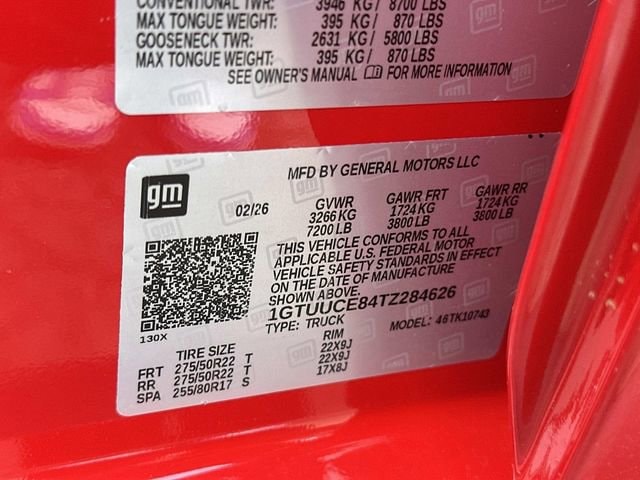 CONVENTIONAL TWR: 3946 KG/ 8700 LBS
MAX TONGUE WEIGHT: 395 KG/ 870 LBS
GOOSENECK TWR: 2631 KG/ 5800 LBS
MAX TONGUE WEIGHT: 395 KG/ 870 LBS
SEE OWNER'S MANUAL FOR MORE INFORMATION
gm
MFD BY GENERAL MOTORS LLC
02/26
GVWR GAWR FRT GAWR RR
3266 KG 1724 KG 1724 KG
7200 LB 3800 LB 3800 LB
THIS VEHICLE CONFORMS TO ALL
APPLICABLE U.S. FEDERAL MOTOR
VEHICLE SAFETY STANDARDS IN EFFECT
ON THE DATE OF MANUFACTURE
SHOWN ABOVE.
1GTUUCE84TZ284626
TYPE: TRUCK MODEL: 46TK10743
130X
TIRE SIZE RIM
FRT 275/50R22 T 22X9J
RR 275/50R22 T 22X9J
SPA 255/80R17 S 17X8J